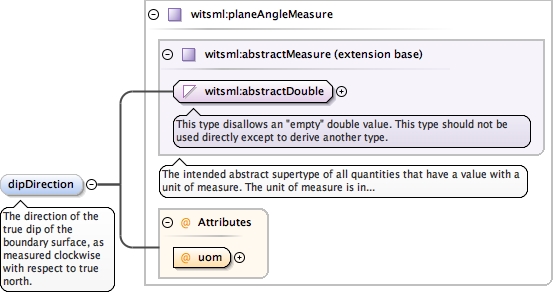 witsml:planeAngleMeasure
witsml:abstractMeasure (extension base)
witsml:abstractDouble
This type disallows an "empty" double value. This type should not be
used directly except to derive another type.
The intended abstract supertype of all quantities that have a value with a
unit of measure. The unit of measure is in...
dipDirection
The direction of the
true dip of the
boundary surface, as
measured clockwise
with respect to true
north.
@ Attributes
@ uom